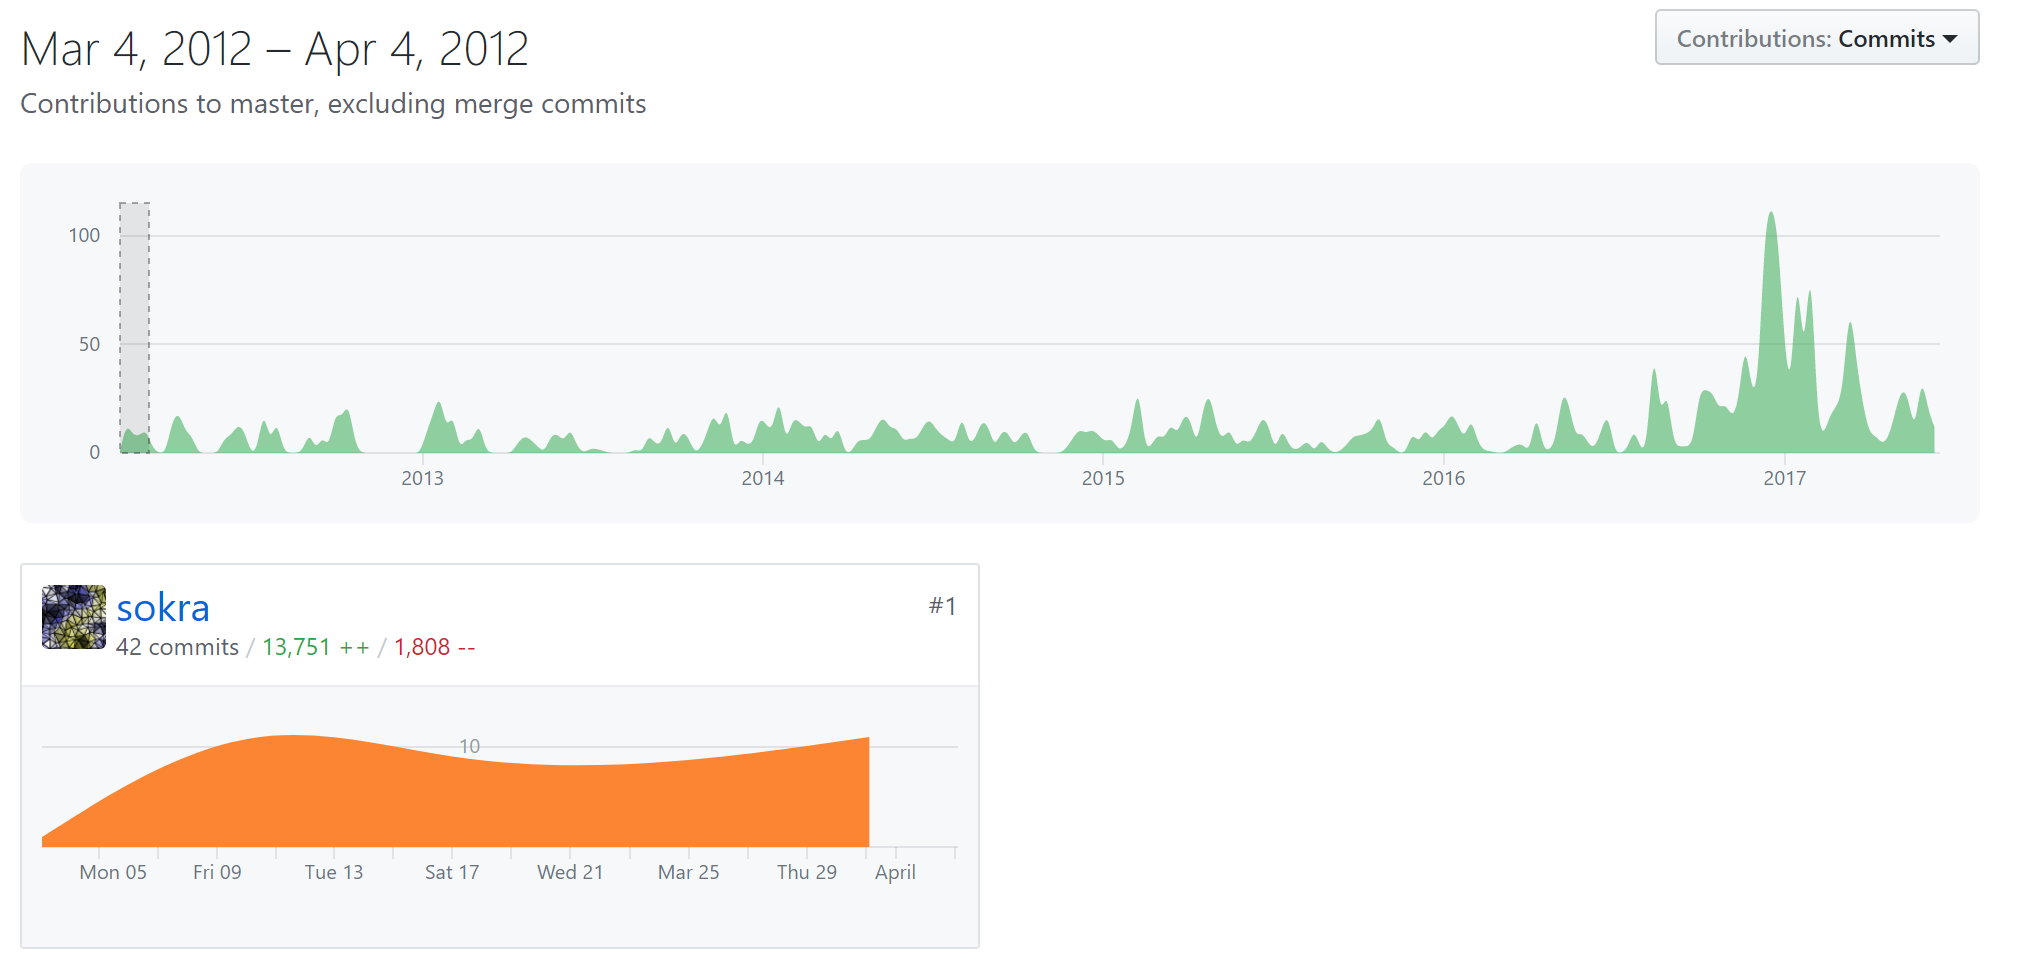 Mar 4, 2012 – Apr 4, 2012
Contributions: Commits
Contributions to master, excluding merge commits
100
50
0
2013 2014 2015 2016 2017
sokra
#1
42 commits / 13,751 ++ / 1,808 --
10
Mon 05 Fri 09 Tue 13 Sat 17 Wed 21 Mar 25 Thu 29 April